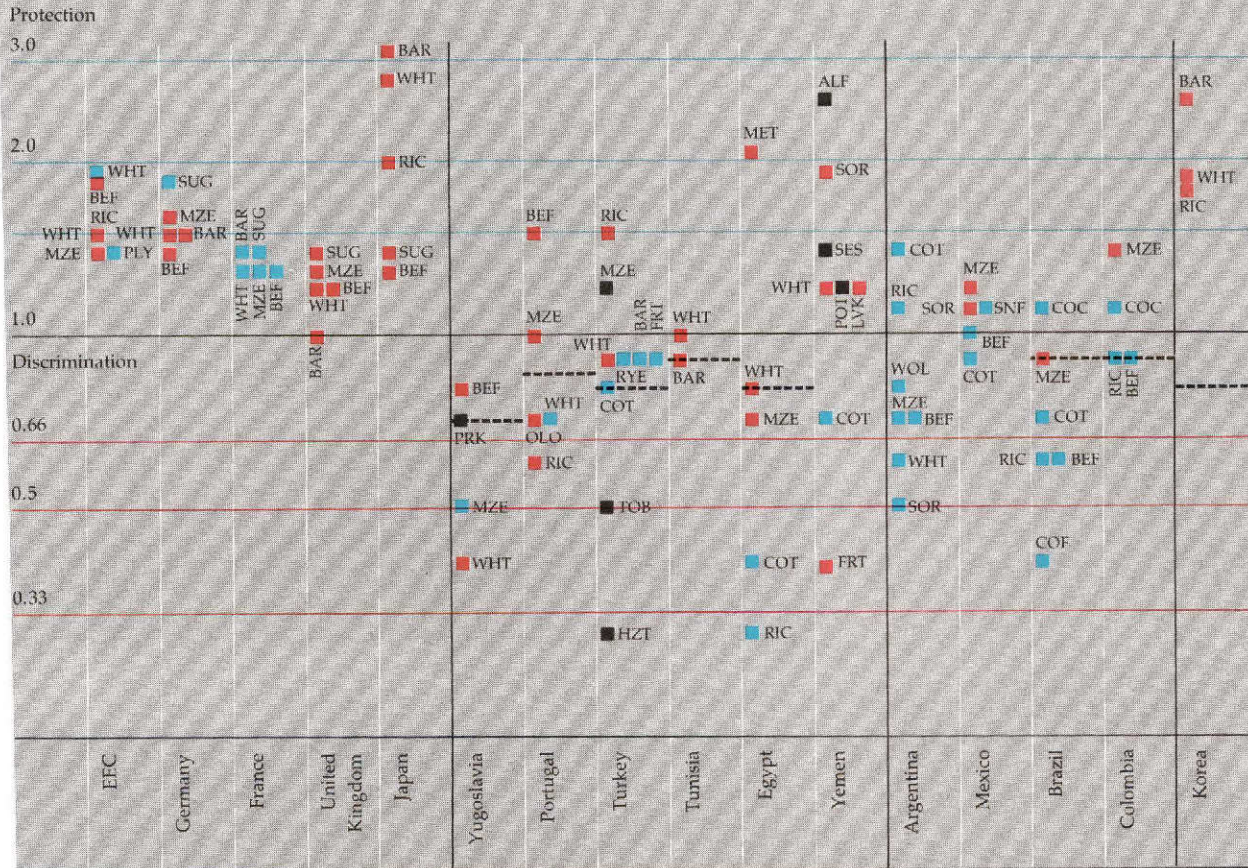 Protection
3.0
BAR
WHT
ALF
BAR
MET
2.0
RIC
WHT
SOR
WHT
BEF
SUG
RIC
RIC
MZE
BAR
SUG
BEF
RIC
WHT
WHT
BAR
MZE
PLY
BEF
SUG
SUG
SES
COT
MZE
WHT
MZE
BEF
MZE
BEF
MZE
MZE
BEF
WHT
WHT
POT
LVK
RIC
SOR
SNF
COC
COC
1.0
BAR
MZE
BAR
FRT
WHT
WHT
BEF
Discrimination
RYE
BAR
COT
MZE
RIC
BEF
BEF
COT
WHT
WOL
0.66
PRK
OLO
WHT
MZE
COT
MZE
BEF
COT
RIC
WHT
RIC
BEF
0.5
MZE
TOB
SOR
WHT
COT
FRT
COF
0.33
HZT
RIC
EEC
Germany
France
United
Kingdom
Japan
Yugoslavia
Portugal
Turkey
Tunisia
Egypt
Yemen
Argentina
Mexico
Brazil
Colombia
Korea